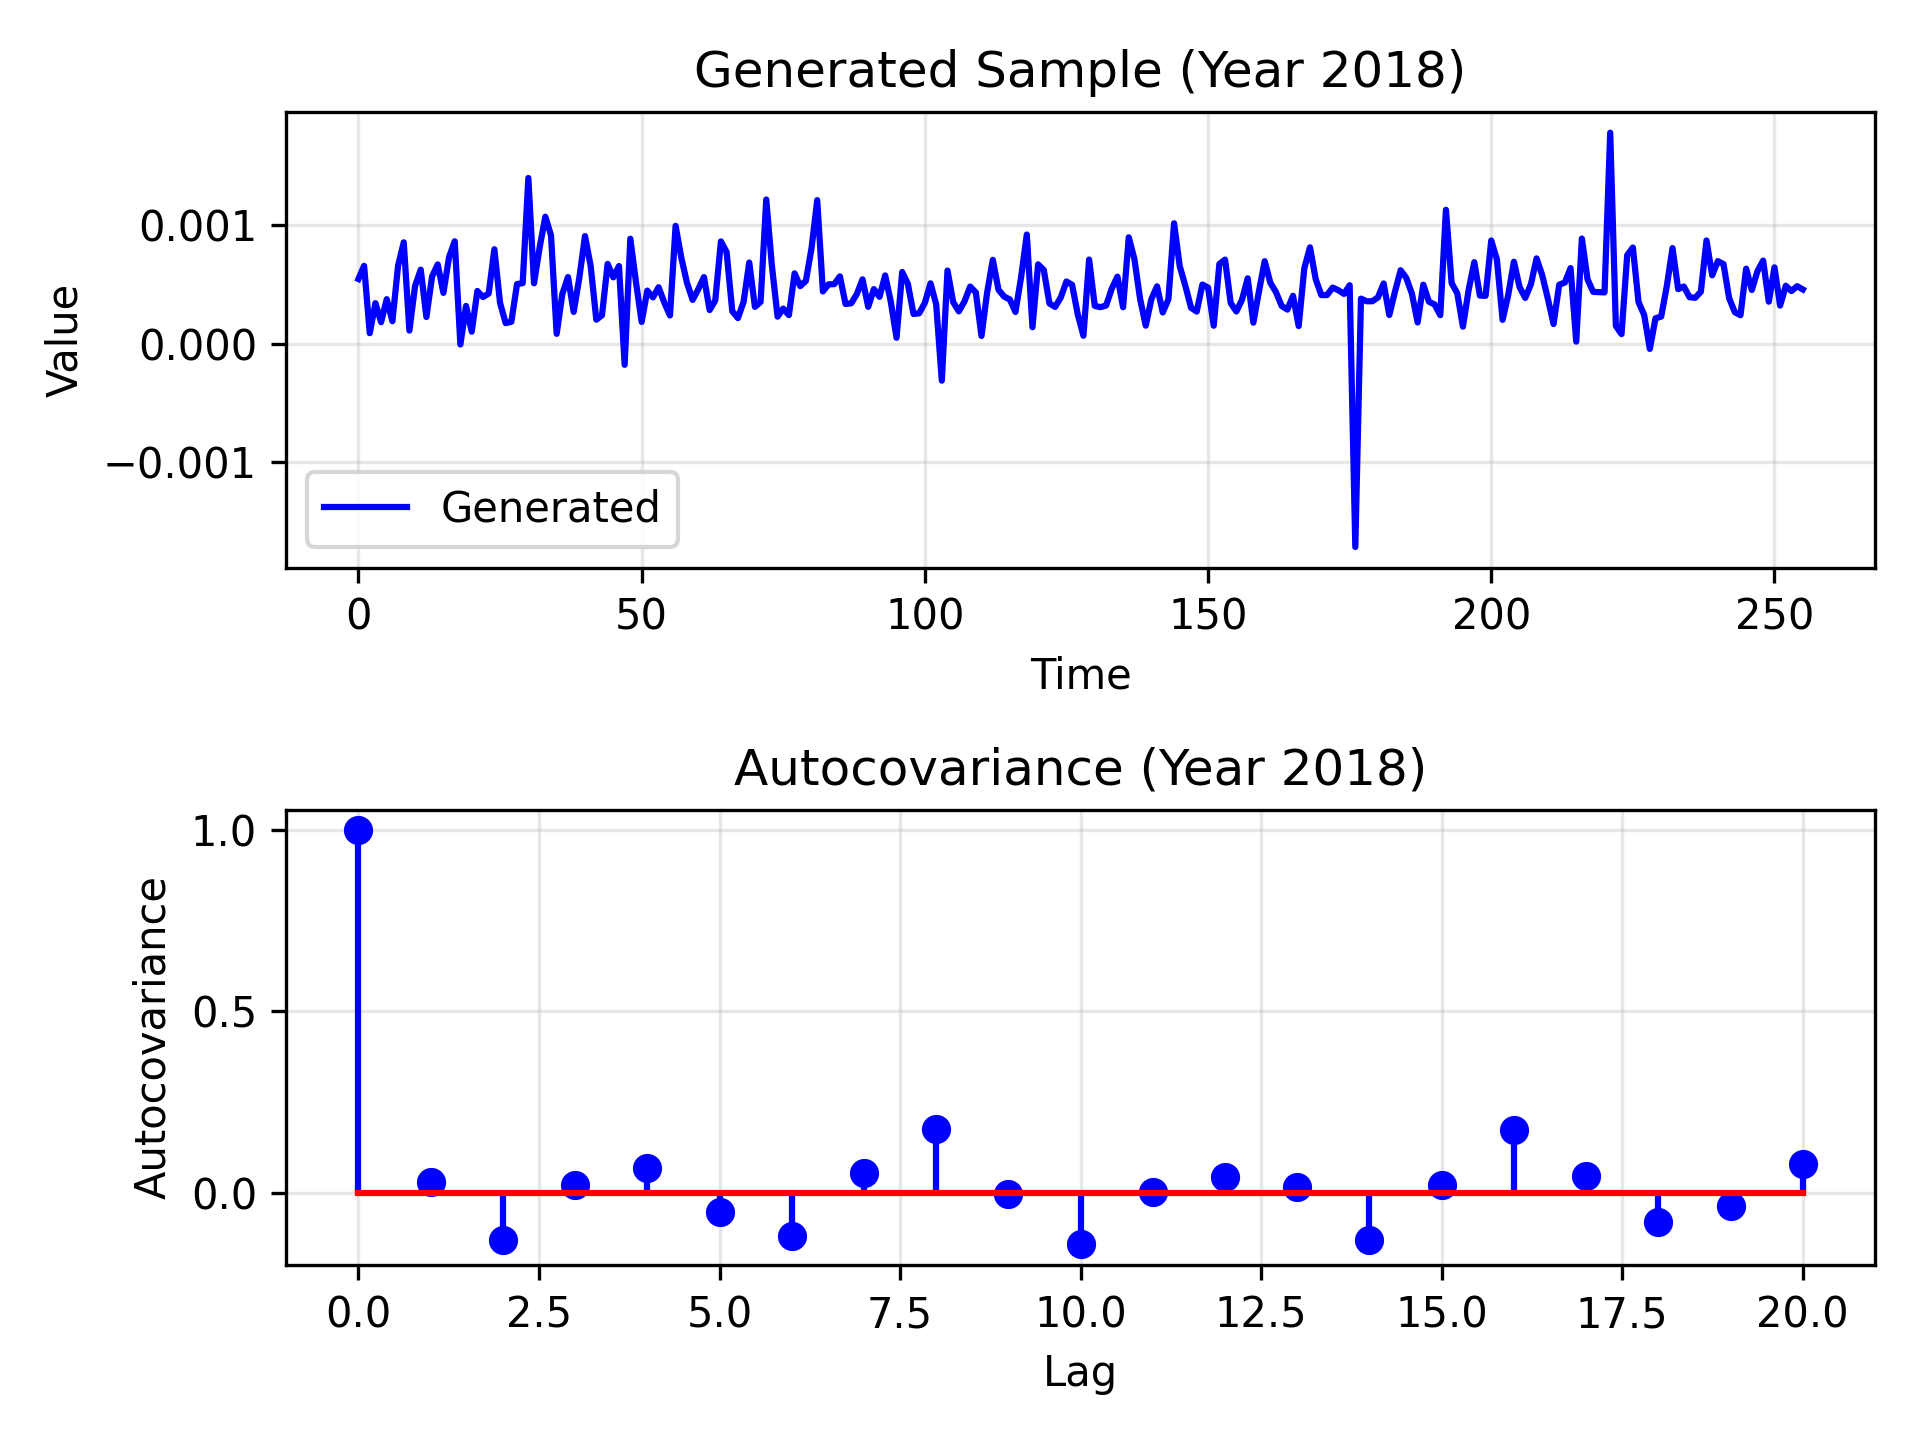 Generated Sample (Year 2018)
Value
0.001
0.000
−0.001
Generated
0 50 100 150 200 250
Time
Autocovariance (Year 2018)
Autocovariance
1.0
0.5
0.0
0.0 2.5 5.0 7.5 10.0 12.5 15.0 17.5 20.0
Lag